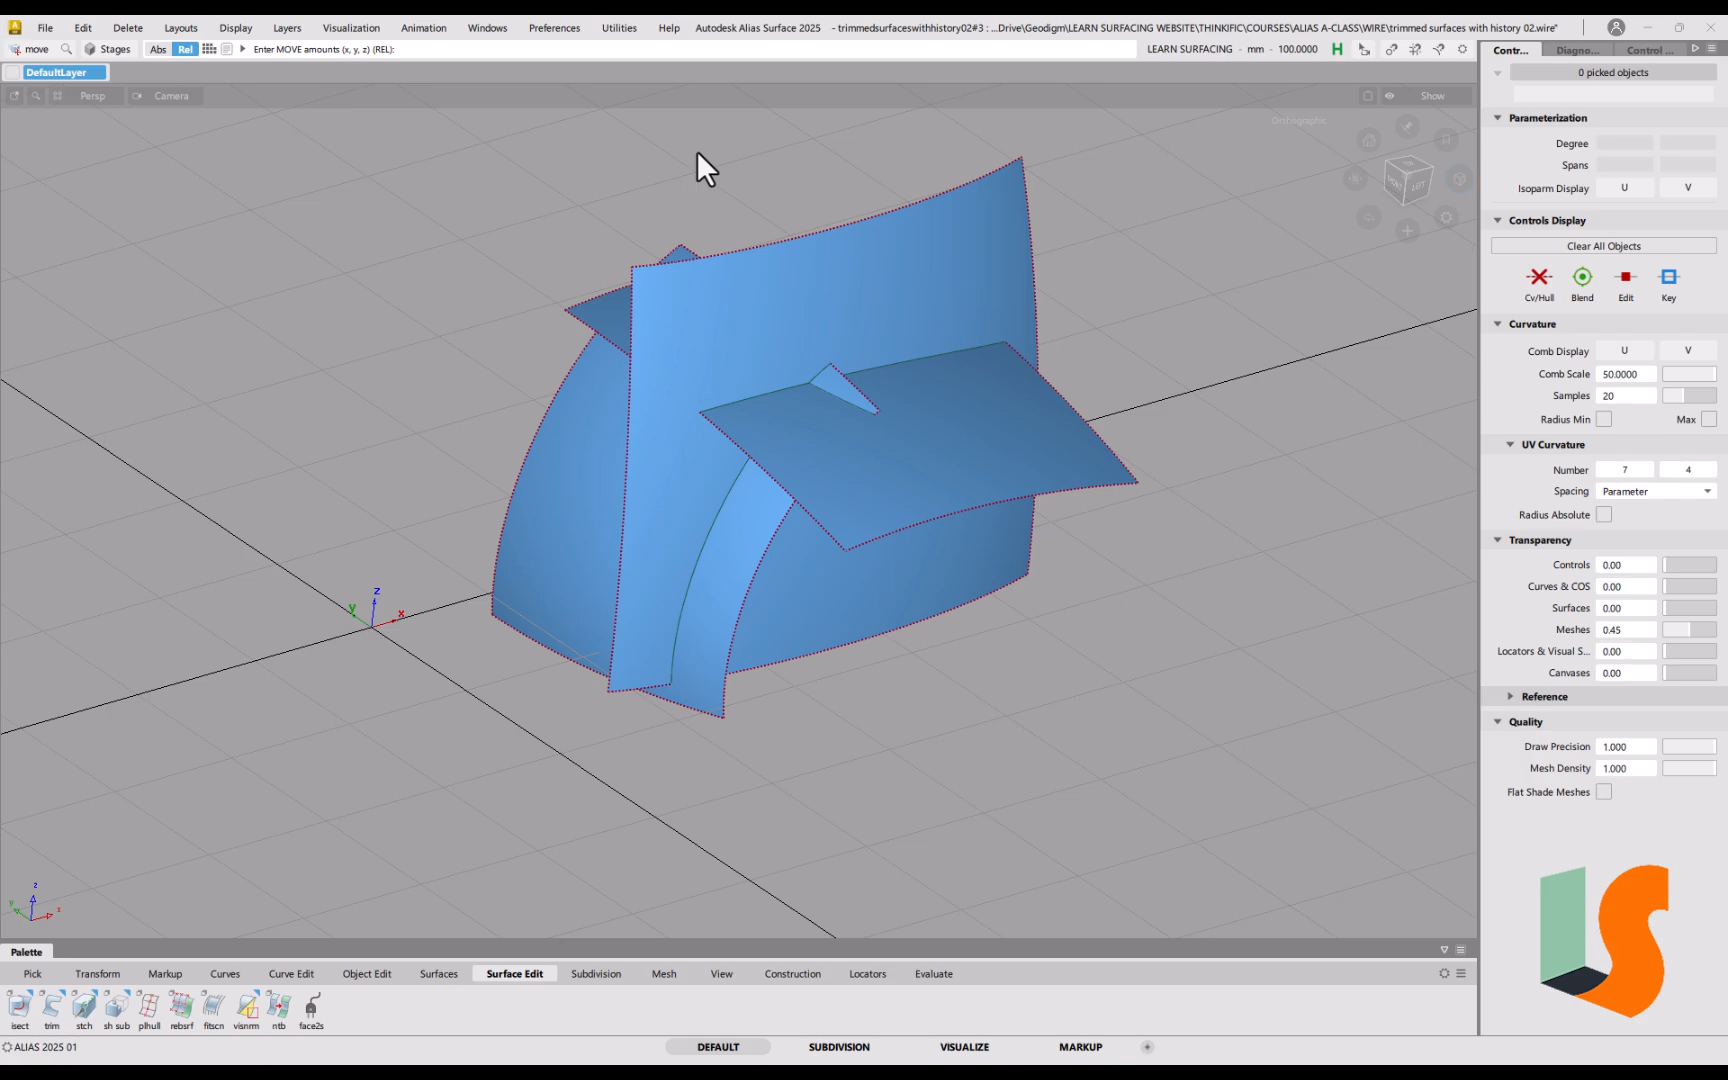 File Edit Delete Layouts Display Layers Visualization Animation Windows Preferences Utilities Help Autodesk Alias Surface 2025 - trimmedsurfaceswithhistory02#3 : ...Drive\Geodigm\LEARN SURFACING WEBSITE\THINKIFIC\COURSES\ALIAS A-CLASS\WIRE\trimmed surfaces with history 02.wire*
move Stages Abs Rel Enter MOVE amounts (x, y, z) (REL): LEARN SURFACING - mm - 100.0000 H
Contr... Diagno... Control ...
DefaultLayer
0 picked objects
Persp Camera Show
Orthographic
Parameterization
Degree
Spans
Isoparm Display U V
LEFT
Controls Display
Clear All Objects
Cv/Hull Blend Edit Key
Curvature
Comb Display U V
Comb Scale 50.0000
Samples 20
Radius Min Max
UV Curvature
Number 7 4
Spacing Parameter
Radius Absolute
Transparency
Controls 0.00
Curves & COS 0.00
Surfaces 0.00
Meshes 0.45
Locators & Visual S... 0.00
Canvases 0.00
Reference
Quality
Draw Precision 1.000
Mesh Density 1.000
Flat Shade Meshes
z
y
x
z
y
x
Palette
Pick Transform Markup Curves Curve Edit Object Edit Surfaces Surface Edit Subdivision Mesh View Construction Locators Evaluate
isect trim stch sh sub plhull rebsrf fitscn visnrm ntb face2s
ALIAS 2025 01 DEFAULT SUBDIVISION VISUALIZE MARKUP +